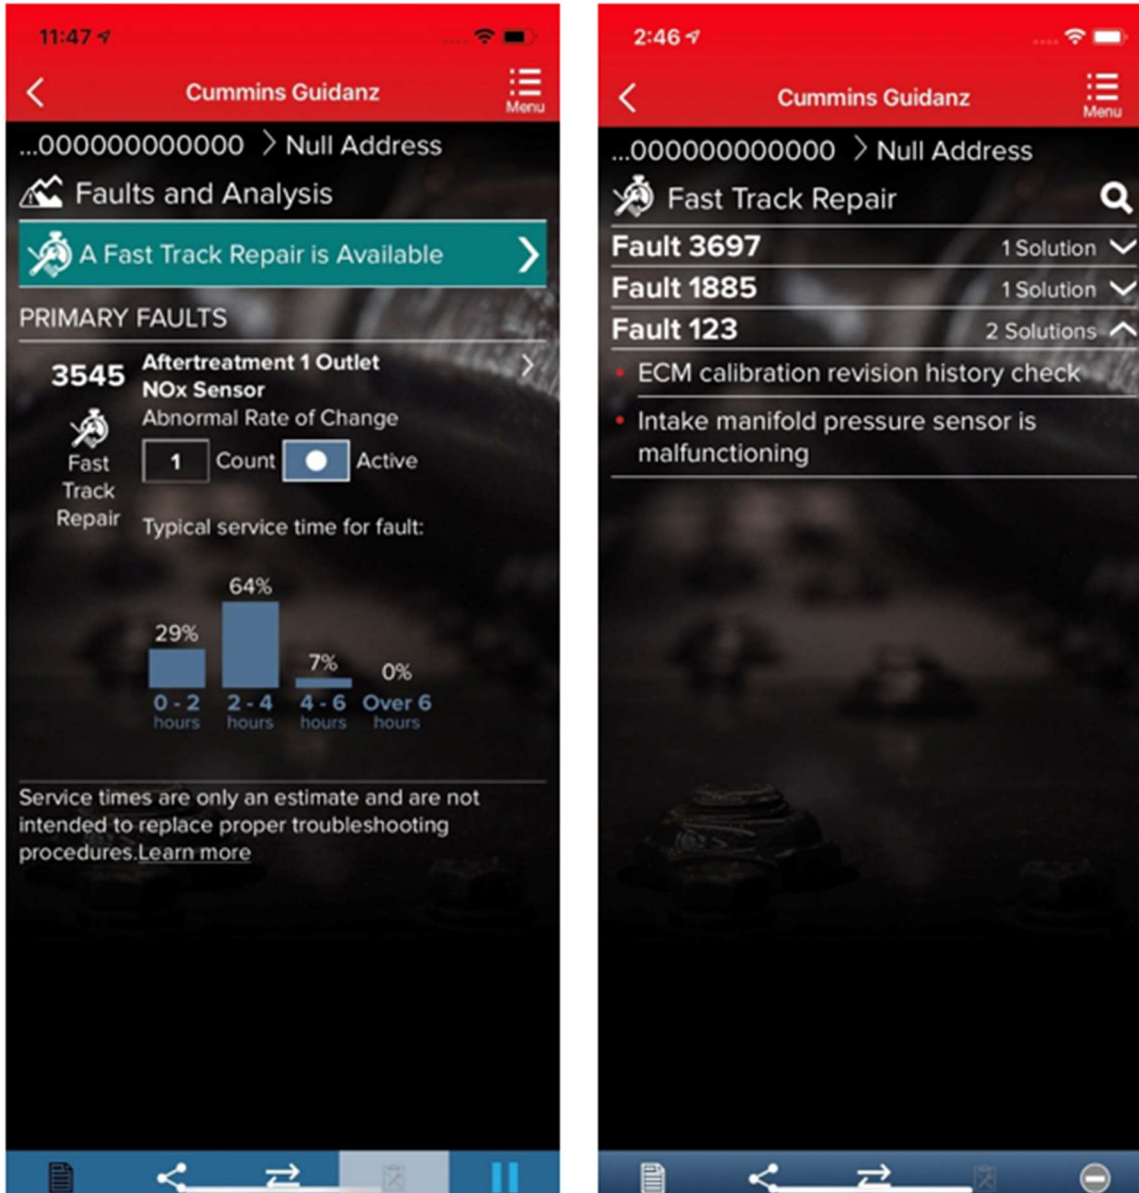 11:47
Cummins Guidanz
Menu
...000000000000 > Null Address
Faults and Analysis
A Fast Track Repair is Available
PRIMARY FAULTS
3545
Aftertreatment 1 Outlet
NOx Sensor
Abnormal Rate of Change
Fast
Track
Repair
1 Count Active
Typical service time for fault:
29% 64% 7% 0%
0 - 2 2 - 4 4 - 6 Over 6
hours hours hours hours
Service times are only an estimate and are not
intended to replace proper troubleshooting
procedures.Learn more
2:46
Cummins Guidanz
Menu
...000000000000 > Null Address
Fast Track Repair
Fault 3697 1 Solution
Fault 1885 1 Solution
Fault 123 2 Solutions
• ECM calibration revision history check
• Intake manifold pressure sensor is
malfunctioning